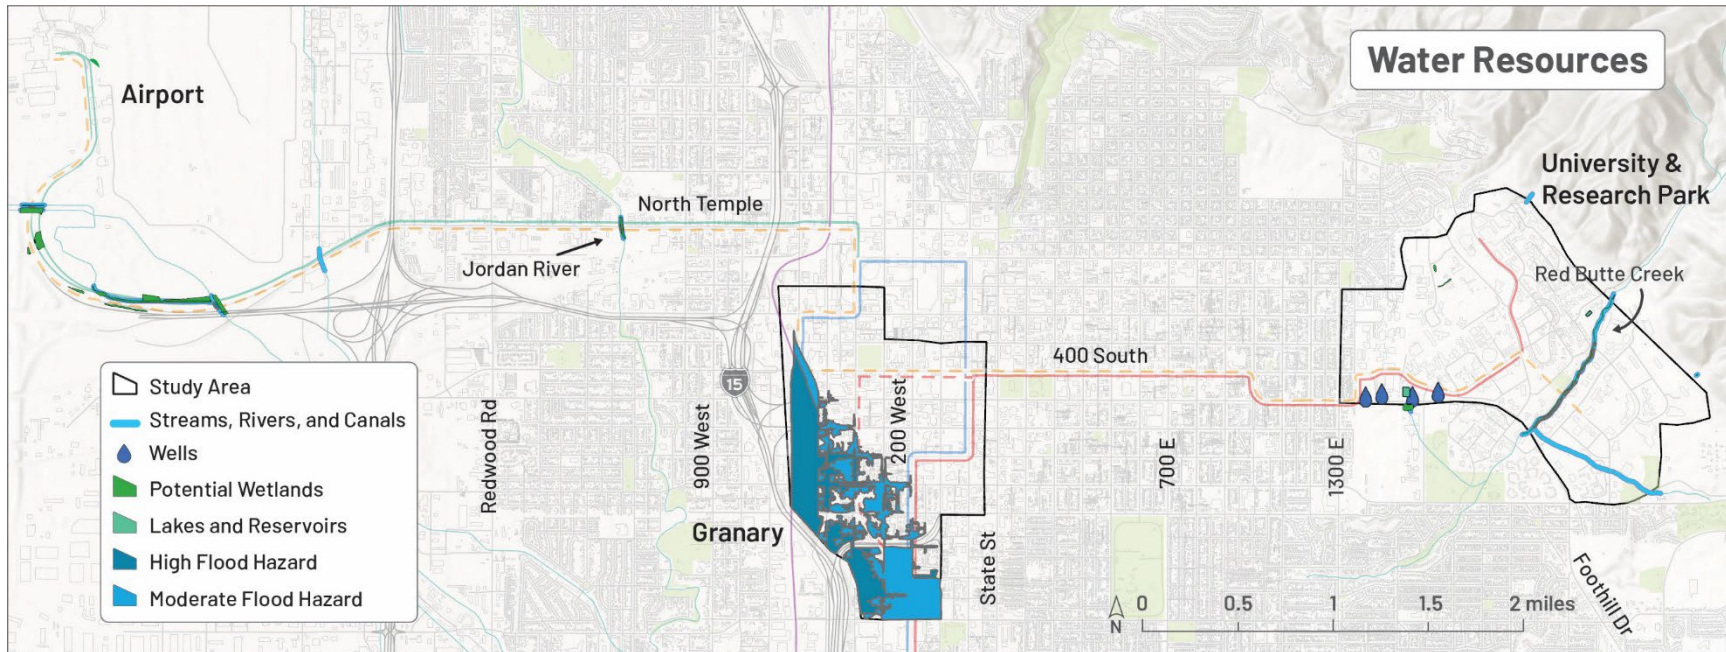 Water Resources
Airport
University &
Research Park
North Temple
Jordan River
Red Butte Creek
400 South
15
Study Area
Streams, Rivers, and Canals
Wells
Potential Wetlands
Lakes and Reservoirs
High Flood Hazard
Moderate Flood Hazard
Redwood Rd
900 West
200 West
700 E
1300 E
Granary
State St
Foothill Dr
0 0.5 1 1.5 2 miles
N